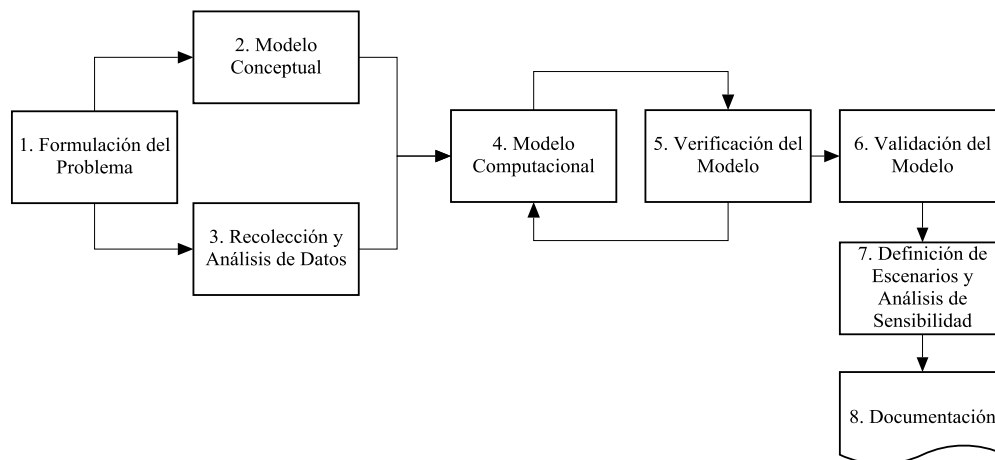 1. Formulación del
Problema
2. Modelo
Conceptual
3. Recolección y
Análisis de Datos
4. Modelo
Computacional
5. Verificación del
Modelo
6. Validación del
Modelo
7. Definición de
Escenarios y
Análisis de
Sensibilidad
8. Documentación